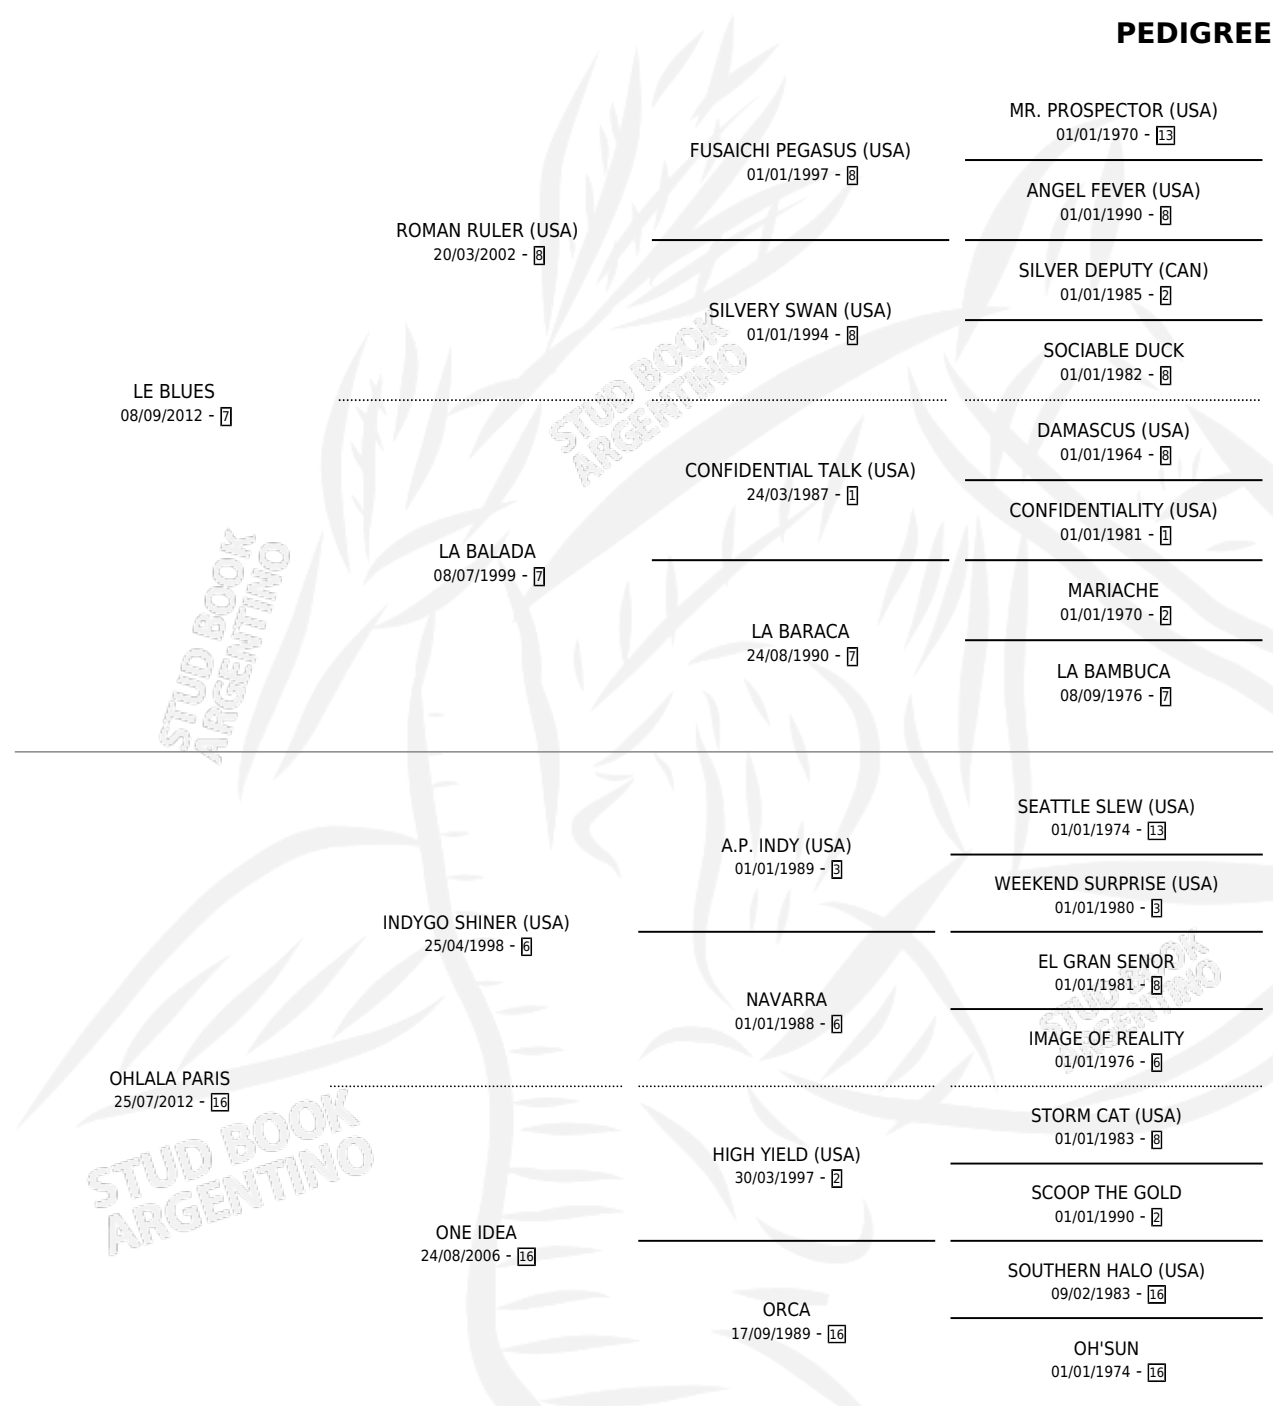 PEDIGREE
MR. PROSPECTOR (USA)
01/01/1970 - 13
FUSAICHI PEGASUS (USA)
01/01/1997 - 8
ANGEL FEVER (USA)
01/01/1990 - 8
ROMAN RULER (USA)
20/03/2002 - 8
SILVER DEPUTY (CAN)
01/01/1985 - 2
SILVERY SWAN (USA)
01/01/1994 - 8
SOCIABLE DUCK
01/01/1982 - 8
STUD BOOK
ARGENTINO
LE BLUES
08/09/2012 - 7
DAMASCUS (USA)
01/01/1964 - 8
CONFIDENTIAL TALK (USA)
24/03/1987 - 1
CONFIDENTIALITY (USA)
01/01/1981 - 1
LA BALADA
08/07/1999 - 7
MARIACHE
01/01/1970 - 2
LA BARACA
24/08/1990 - 7
LA BAMBUCA
08/09/1976 - 7
STUD BOOK
ARGENTINO
SEATTLE SLEW (USA)
01/01/1974 - 13
A.P. INDY (USA)
01/01/1989 - 3
WEEKEND SURPRISE (USA)
01/01/1980 - 3
INDYGO SHINER (USA)
25/04/1998 - 6
EL GRAN SENOR
01/01/1981 - 8
NAVARRA
01/01/1988 - 6
STUD BOOK
ARGENTINO
IMAGE OF REALITY
01/01/1976 - 6
OHLALA PARIS
25/07/2012 - 16
STORM CAT (USA)
01/01/1983 - 8
HIGH YIELD (USA)
30/03/1997 - 2
SCOOP THE GOLD
01/01/1990 - 2
STUD BOOK
ARGENTINO
ONE IDEA
24/08/2006 - 16
SOUTHERN HALO (USA)
09/02/1983 - 16
ORCA
17/09/1989 - 16
OH'SUN
01/01/1974 - 16